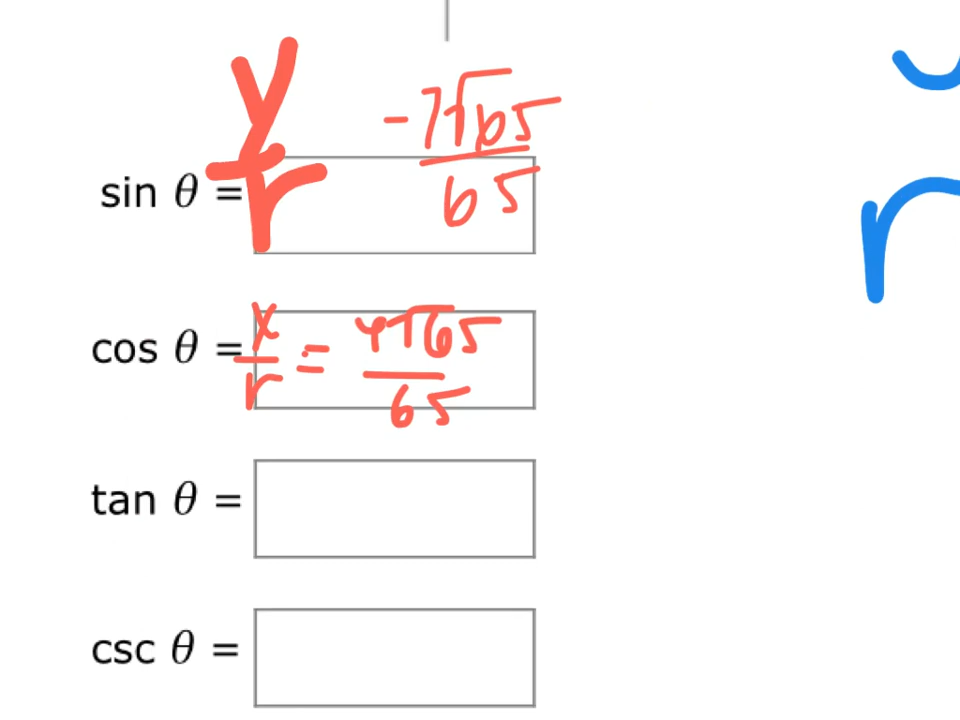 sin θ = y/r -7√65/65
cos θ = x/r = 4√65/65
tan θ =
csc θ =
r